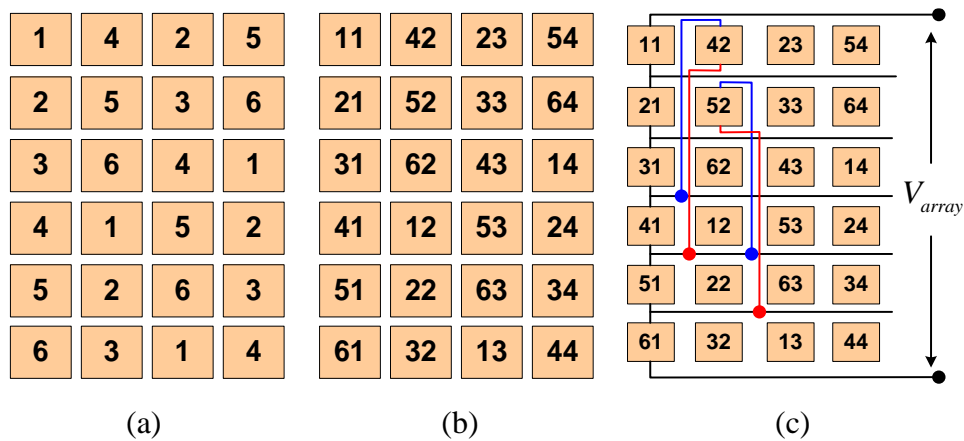 1 4 2 5 11 42 23 54 11 42 23 54
2 5 3 6 21 52 33 64 21 52 33 64
3 6 4 1 31 62 43 14 31 62 43 14
V_array
4 1 5 2 41 12 53 24 41 12 53 24
5 2 6 3 51 22 63 34 51 22 63 34
6 3 1 4 61 32 13 44 61 32 13 44
(a) (b) (c)